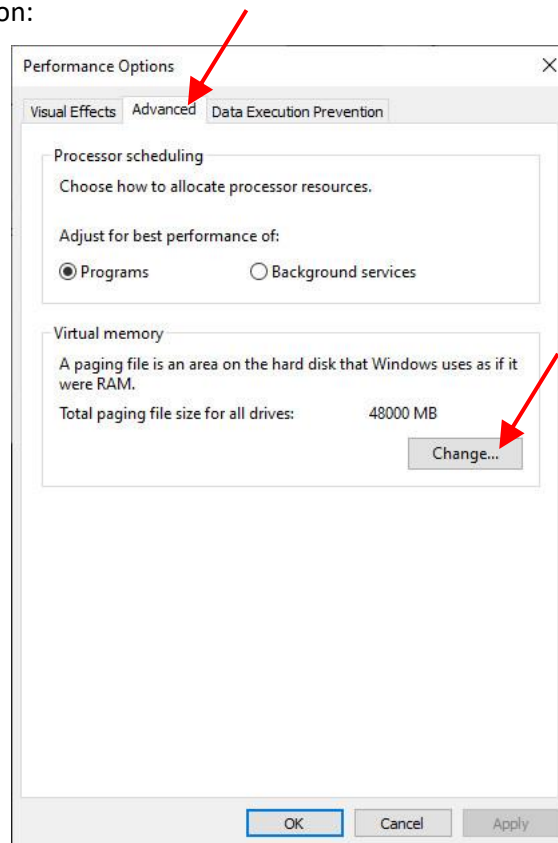 on:
Performance Options
Visual Effects Advanced Data Execution Prevention
Processor scheduling
Choose how to allocate processor resources.
Adjust for best performance of:
Programs Background services
Virtual memory
A paging file is an area on the hard disk that Windows uses as if it
were RAM.
Total paging file size for all drives: 48000 MB
Change...
OK Cancel Apply